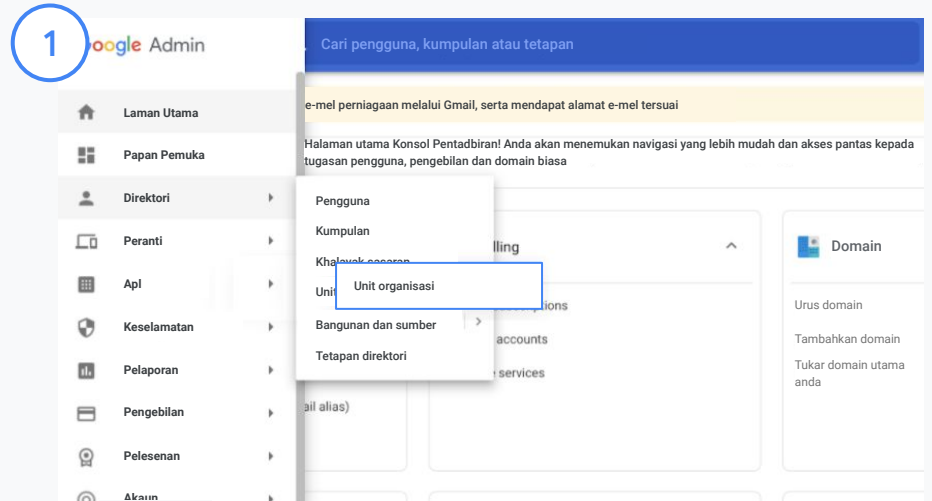 1
oogle Admin
Cari pengguna, kumpulan atau tetapan
e-mel perniagaan melalui Gmail, serta mendapat alamat e-mel tersuai
Halaman utama Konsol Pentadbiran! Anda akan menemukan navigasi yang lebih mudah dan akses pantas kepada
tugasan pengguna, pengebilan dan domain biasa
Laman Utama
Papan Pemuka
Direktori
Peranti
Apl
Keselamatan
Pelaporan
Pengebilan
Pelesenan
Akaun
Pengguna
Kumpulan
Khalayak sasaran
Unit
Unit organisasi
Bangunan dan sumber
Tetapan direktori
lling
accounts
services
ail alias)
Domain
Urus domain
Tambahkan domain
Tukar domain utama
anda